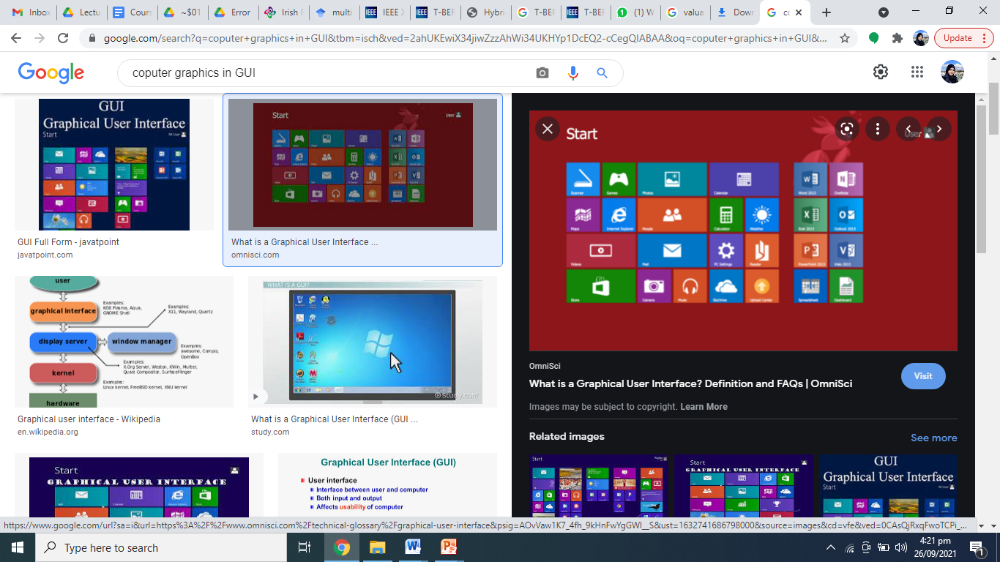 Inbox
Lectu
Cours
~$01
Error
Irish F
multi
IEEE X
T-BER
Hybri
T-BER
T-BER
(1) W
valua
Down
co
google.com/search?q=coputer+graphics+in+GUI&tbm=isch&ved=2ahUKEwiX34jiwZzzAhWi34UKHYp1DcEQ2-cCegQIABAA&oq=coputer+graphics+in+GUI&...
Update
Google
coputer graphics in GUI
GUI
Graphical User Interface
Start
GUI Full Form - javatpoint
javatpoint.com
Start
User
What is a Graphical User Interface ...
omnisci.com
user
graphical interface
Examples:
KDE Plasma, Aqua,
GNOME Shell
Examples:
X11, Wayland, Quartz
display server
window manager
Examples:
awesome, Compiz,
OpenBox
Examples:
X.Org Server, Weston, KWin, Mutter,
Quarz Compositor, SurfaceFlinger
kernel
Examples:
Linux kernel, FreeBSD kernel, XNU kernel
hardware
Graphical user interface - Wikipedia
en.wikipedia.org
WHAT IS A GUI?
©Study.com
What is a Graphical User Interface (GUI ...
study.com
Start
GRAPHICAL USER INTERFACE
Graphical User Interface (GUI)
User interface
Interface between user and computer
Both input and output
Affects usability of computer
Start
User
Scanner
Games
Photos
Calendar
Word 2013
OneNote
Maps
Internet Explorer
People
Calculator
Weather
Excel 2013
Outlook 2013
Videos
Mail
PC Settings
Reader
PowerPoint 2013
Visio 2013
Store
Camera
Music
SkyDrive
Upload Center
Spreadsheet
Dashboard
OmniSci
What is a Graphical User Interface? Definition and FAQs | OmniSci
Visit
Images may be subject to copyright. Learn More
Related images
See more
Start
Start
GRAPHICAL USER INTERFACE
GUI
Graphical User Interface
Start
https://www.google.com/url?sa=i&url=https%3A%2F%2Fwww.omnisci.com%2Ftechnical-glossary%2Fgraphical-user-interface&psig=AOvVaw1K7_4fh_9kHnFwYgGWI__S&ust=1632741686798000&source=images&cd=vfe&ved=0CAsQjRxqFwoTCPi_...
Type here to search
4:21 pm
26/09/2021
1